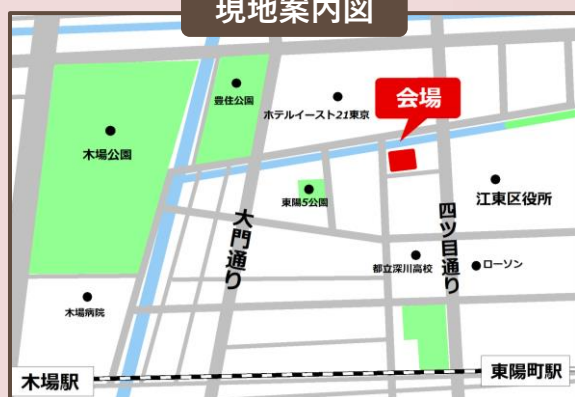 現地案内図
豊住公園
ホテルイースト21東京
会場
木場公園
東陽5公園
江東区役所
大門通り
四ツ目通り
都立深川高校
ローソン
木場病院
木場駅
東陽町駅